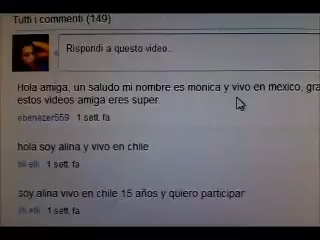 Tutti i commenti (149)
Rispondi a questo video..
Hola amiga, un saludo mi nombre es monica y vivo en mexico, gra
estos videos amiga eres super.
ebenezer559 1 sett. fa
hola soy alina y vivo en chile
1 sett. fa
soy alina vivo en chile 15 años y quiero participar
1 sett. fa